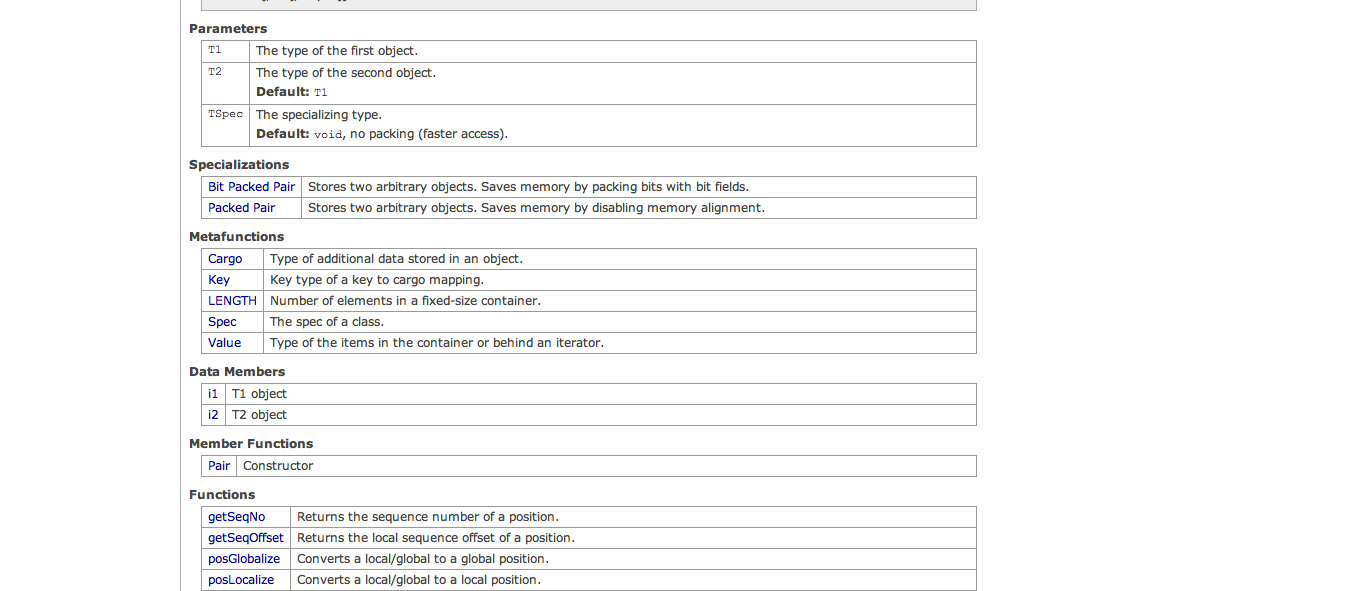 Parameters
T1 The type of the first object.
T2 The type of the second object.
Default: T1
TSpec The specializing type.
Default: void, no packing (faster access).
Specializations
Bit Packed Pair Stores two arbitrary objects. Saves memory by packing bits with bit fields.
Packed Pair Stores two arbitrary objects. Saves memory by disabling memory alignment.
Metafunctions
Cargo Type of additional data stored in an object.
Key Key type of a key to cargo mapping.
LENGTH Number of elements in a fixed-size container.
Spec The spec of a class.
Value Type of the items in the container or behind an iterator.
Data Members
i1 T1 object
i2 T2 object
Member Functions
Pair Constructor
Functions
getSeqNo Returns the sequence number of a position.
getSeqOffset Returns the local sequence offset of a position.
posGlobalize Converts a local/global to a global position.
posLocalize Converts a local/global to a local position.